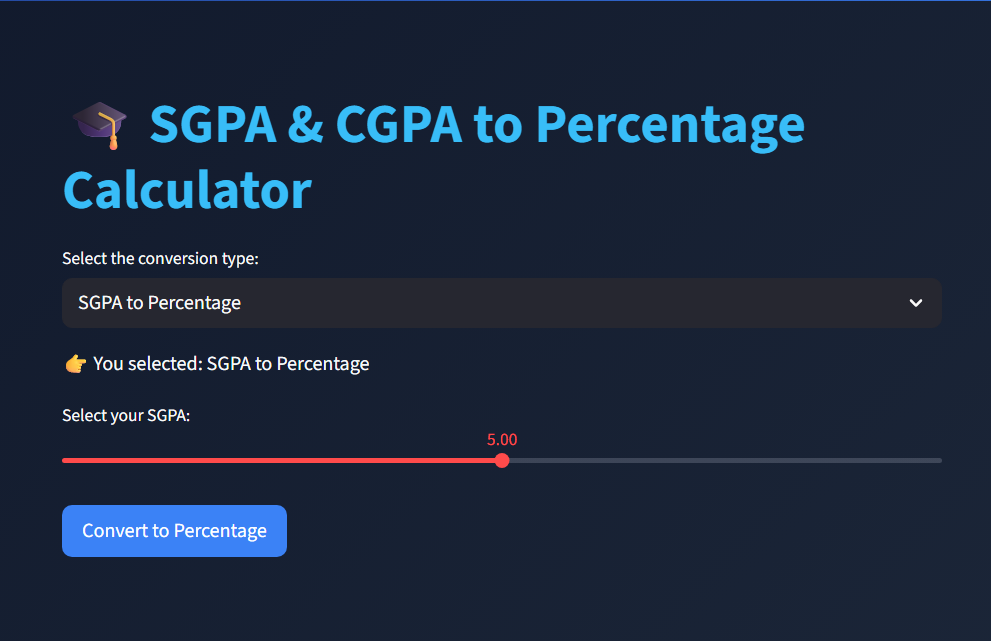 🎓 SGPA & CGPA to Percentage
Calculator
Select the conversion type:
SGPA to Percentage
👉 You selected: SGPA to Percentage
Select your SGPA:
5.00
Convert to Percentage